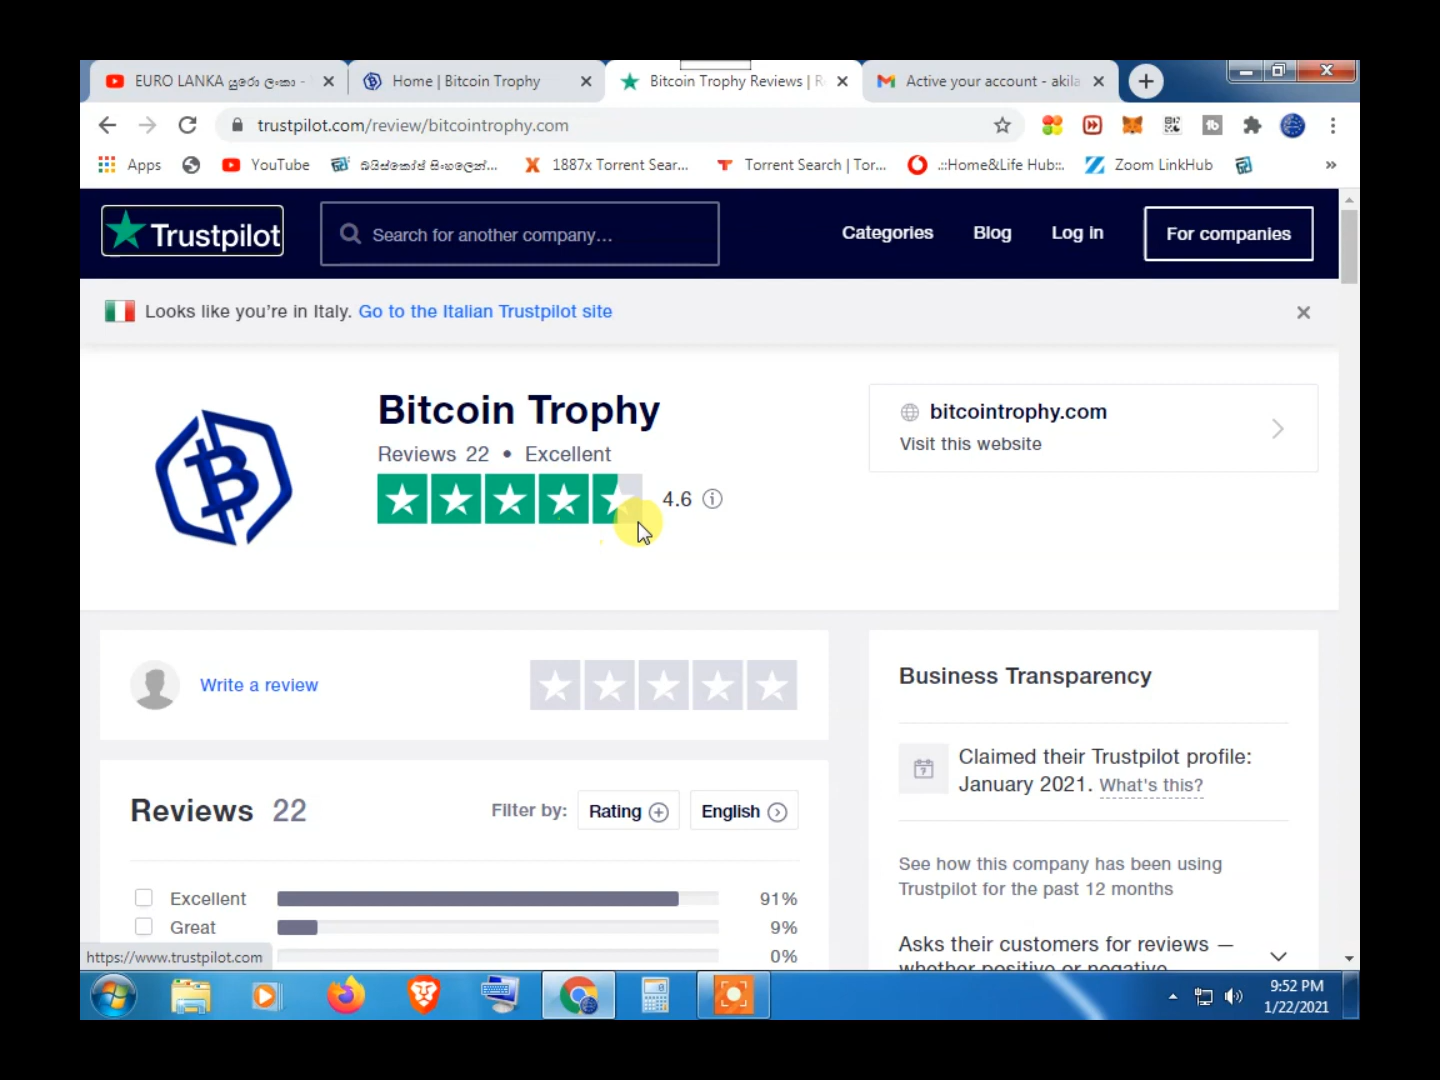 EURO LANKA යුරෝ ලංකා -
Home | Bitcoin Trophy
Bitcoin Trophy Reviews | R
Active your account - akila
trustpilot.com/review/bitcointrophy.com
Apps
YouTube
බයිස්කෝප් සිංහලෙන්...
1887x Torrent Sear...
Torrent Search | Tor...
.::Home&Life Hub::.
Zoom LinkHub
»
Trustpilot
Search for another company...
Categories
Blog
Log in
For companies
Looks like you're in Italy. Go to the Italian Trustpilot site
Bitcoin Trophy
Reviews 22 • Excellent
4.6
bitcointrophy.com
Visit this website
Write a review
Business Transparency
Claimed their Trustpilot profile:
January 2021. What's this?
Reviews 22
Filter by:
Rating
English
See how this company has been using
Trustpilot for the past 12 months
Excellent 91%
Great 9%
0%
Asks their customers for reviews —
whether positive or negative
https://www.trustpilot.com
9:52 PM
1/22/2021